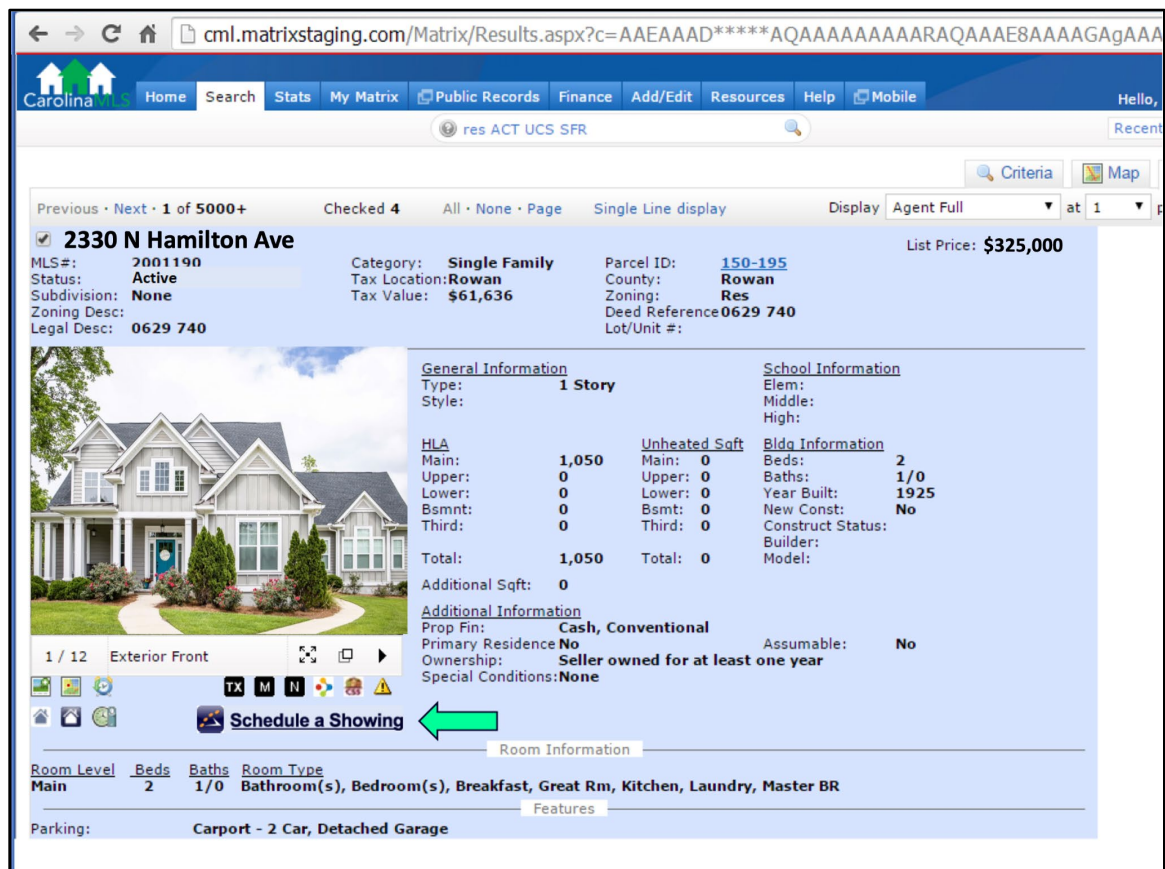 cml.matrixstaging.com/Matrix/Results.aspx?c=AAEAAAD*****AQAAAAAAAAARAQAAAE8AAAAGAgAAA
CarolinaMLS Home Search Stats My Matrix Public Records Finance Add/Edit Resources Help Mobile Hello,
res ACT UCS SFR Recent
Criteria Map
Previous · Next · 1 of 5000+ Checked 4 All · None · Page Single Line display Display Agent Full at 1 p
2330 N Hamilton Ave List Price: $325,000
MLS#: 2001190 Category: Single Family Parcel ID: 150-195
Status: Active Tax Location: Rowan County: Rowan
Subdivision: None Tax Value: $61,636 Zoning: Res
Zoning Desc: Deed Reference 0629 740
Legal Desc: 0629 740 Lot/Unit #:
General Information School Information
Type: 1 Story Elem:
Style: Middle:
High:
HLA Unheated Sqft Bldg Information
Main: 1,050 Main: 0 Beds: 2
Upper: 0 Upper: 0 Baths: 1/0
Lower: 0 Lower: 0 Year Built: 1925
Bsmnt: 0 Bsmt: 0 New Const: No
Third: 0 Third: 0 Construct Status:
Builder:
Total: 1,050 Total: 0 Model:
Additional Sqft: 0
Additional Information
Prop Fin: Cash, Conventional
Primary Residence No Assumable: No
Ownership: Seller owned for at least one year
Special Conditions: None
1 / 12 Exterior Front
TX M N
Schedule a Showing
Room Information
Room Level Beds Baths Room Type
Main 2 1/0 Bathroom(s), Bedroom(s), Breakfast, Great Rm, Kitchen, Laundry, Master BR
Features
Parking: Carport - 2 Car, Detached Garage